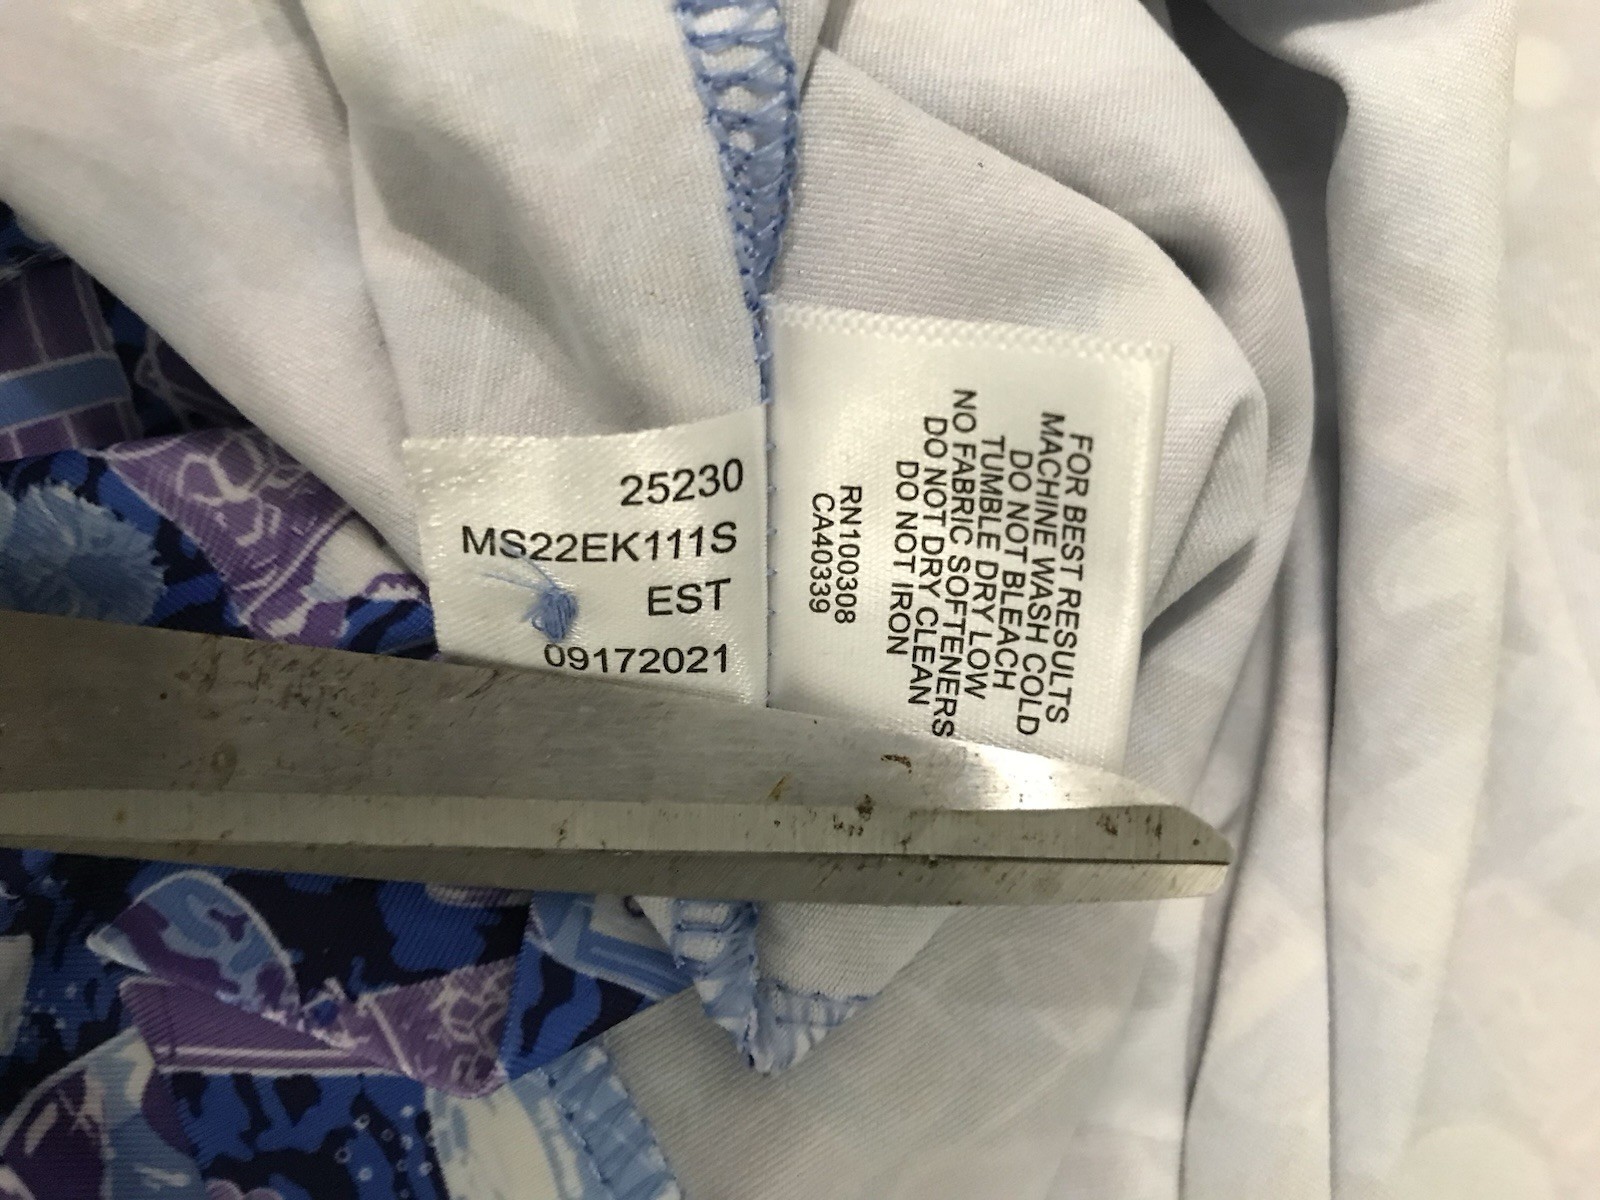 25230
MS22EK111S
EST
09172021
FOR BEST RESULTS
MACHINE WASH COLD
DO NOT BLEACH
TUMBLE DRY LOW
NO FABRIC SOFTENERS
DO NOT DRY CLEAN
DO NOT IRON
RN100308
CA40339